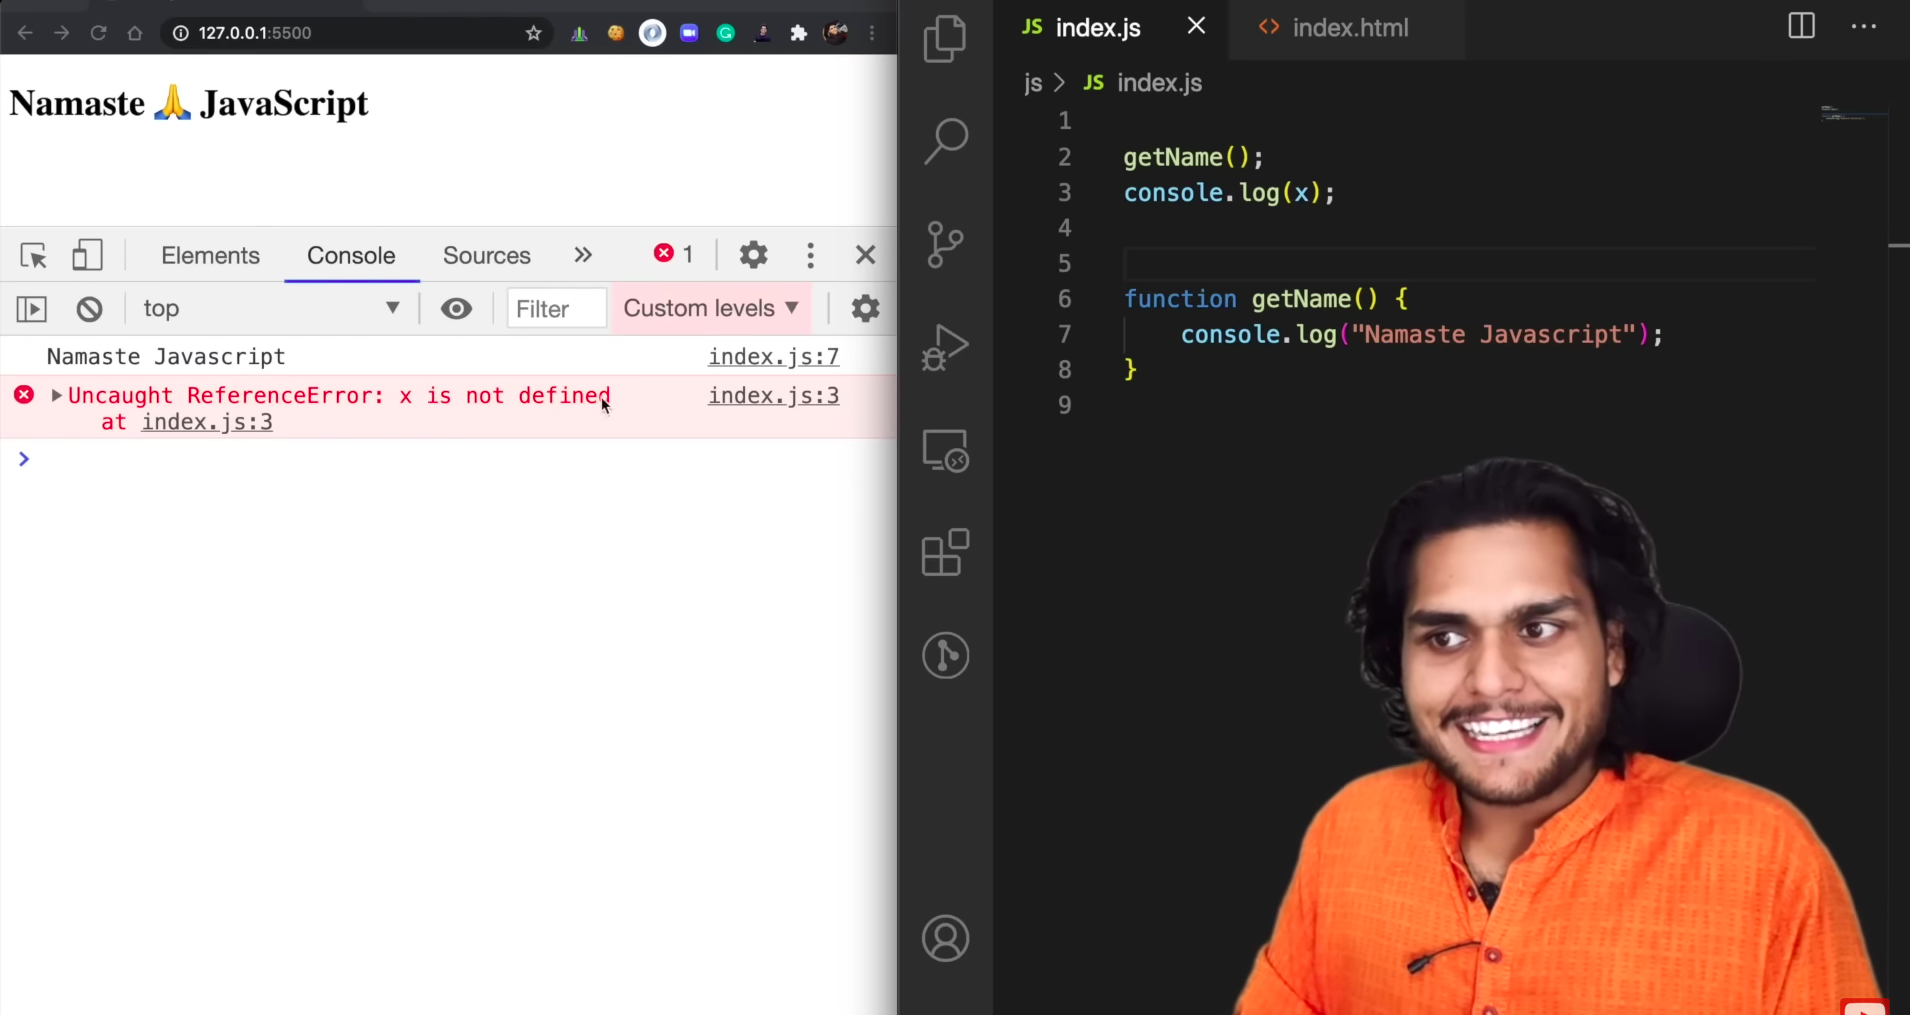 127.0.0.1:5500
Namaste 🙏 JavaScript
Elements Console Sources » 1
top Filter Custom levels
Namaste Javascript index.js:7
Uncaught ReferenceError: x is not defined index.js:3
at index.js:3
JS index.js <> index.html
js > JS index.js
1
2 getName();
3 console.log(x);
4
5
6 function getName() {
7 console.log("Namaste Javascript");
8 }
9